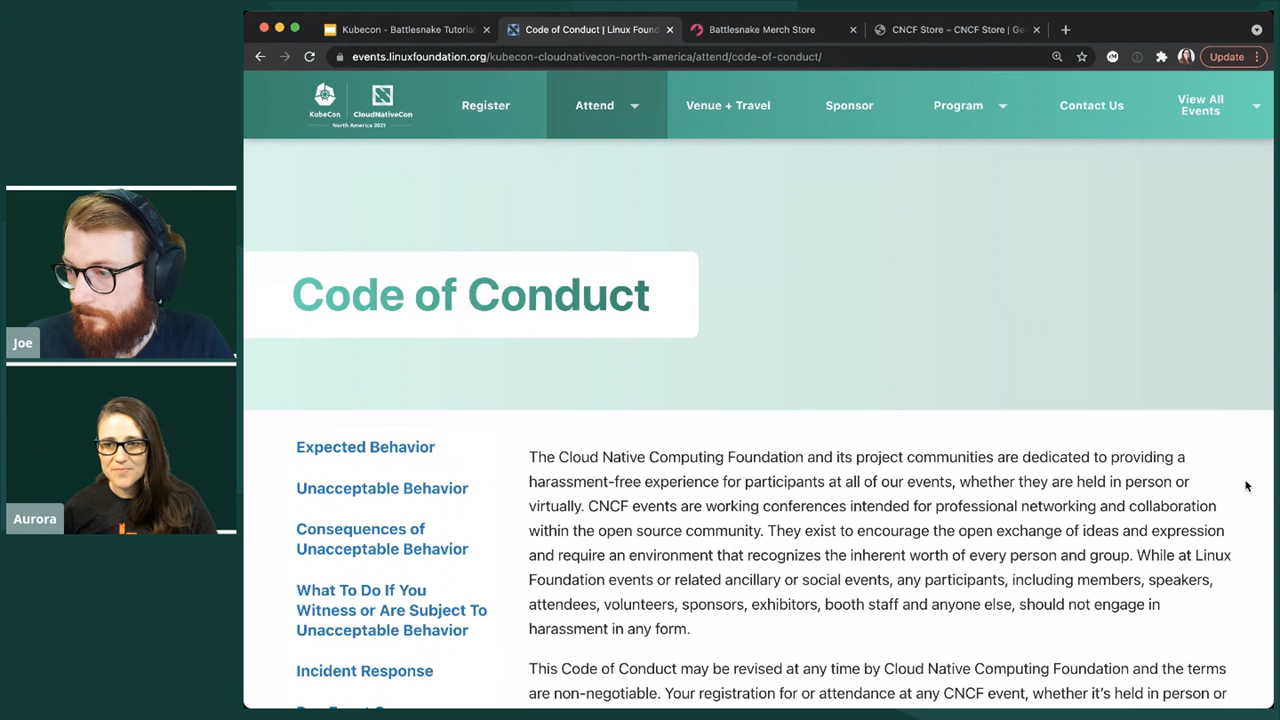 Kubecon - Battlesnake Tutorial
Code of Conduct | Linux Found
Battlesnake Merch Store
CNCF Store – CNCF Store | Ge
events.linuxfoundation.org/kubecon-cloudnativecon-north-america/attend/code-of-conduct/
Update
KubeCon
CloudNativeCon
North America 2021
Register
Attend
Venue + Travel
Sponsor
Program
Contact Us
View All
Events
Code of Conduct
Joe
Aurora
Expected Behavior
Unacceptable Behavior
Consequences of
Unacceptable Behavior
What To Do If You
Witness or Are Subject To
Unacceptable Behavior
Incident Response
The Cloud Native Computing Foundation and its project communities are dedicated to providing a
harassment-free experience for participants at all of our events, whether they are held in person or
virtually. CNCF events are working conferences intended for professional networking and collaboration
within the open source community. They exist to encourage the open exchange of ideas and expression
and require an environment that recognizes the inherent worth of every person and group. While at Linux
Foundation events or related ancillary or social events, any participants, including members, speakers,
attendees, volunteers, sponsors, exhibitors, booth staff and anyone else, should not engage in
harassment in any form.
This Code of Conduct may be revised at any time by Cloud Native Computing Foundation and the terms
are non-negotiable. Your registration for or attendance at any CNCF event, whether it's held in person or